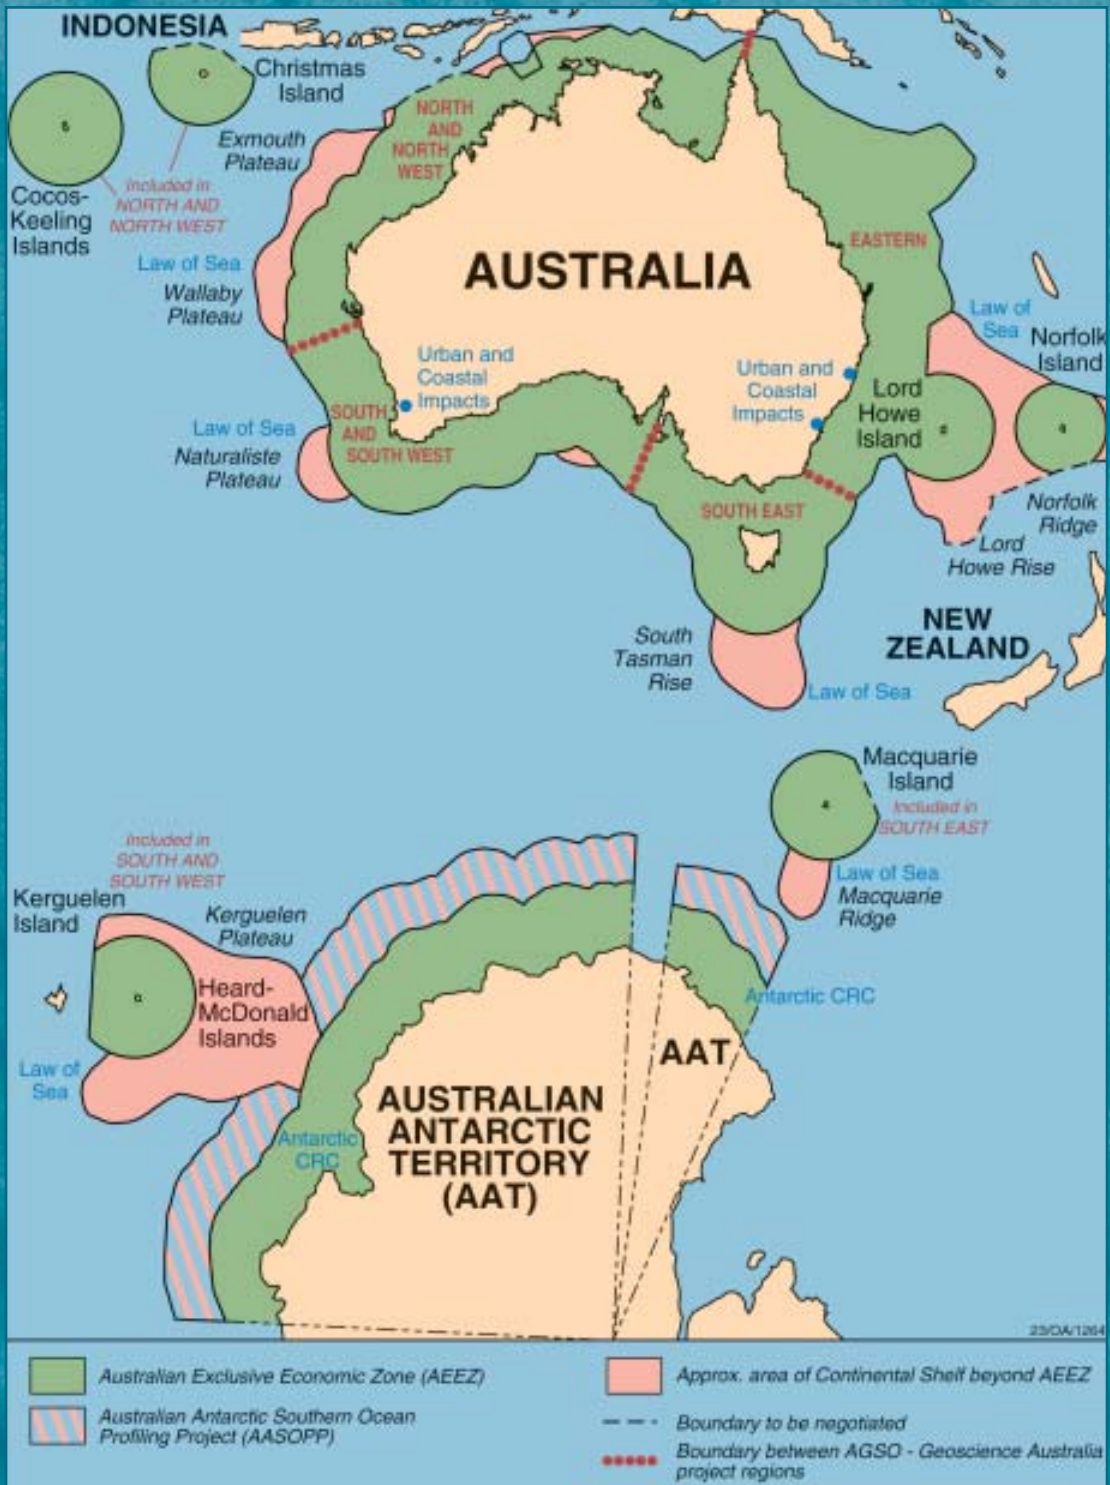 INDONESIA
Christmas
Island
Exmouth
Plateau
Cocos-
Keeling
Islands
Included in
NORTH AND
NORTH WEST
NORTH
AND
NORTH
WEST
Law of Sea
Wallaby
Plateau
AUSTRALIA
EASTERN
Law of
Sea
Norfolk
Island
Urban and
Coastal
Impacts
Urban and
Coastal
Impacts
Lord
Howe
Island
SOUTH
AND
SOUTH WEST
Law of Sea
Naturaliste
Plateau
SOUTH EAST
Norfolk
Ridge
Lord
Howe Rise
NEW
ZEALAND
South
Tasman
Rise
Law of Sea
Macquarie
Island
Included in
SOUTH EAST
Law of Sea
Macquarie
Ridge
Included in
SOUTH AND
SOUTH WEST
Kerguelen
Island
Kerguelen
Plateau
Heard-
McDonald
Islands
Law of
Sea
Antarctic CRC
AAT
AUSTRALIAN
ANTARCTIC
TERRITORY
(AAT)
Antarctic
CRC
23/OA/1264
Australian Exclusive Economic Zone (AEEZ)
Australian Antarctic Southern Ocean
Profiling Project (AASOPP)
Approx. area of Continental Shelf beyond AEEZ
Boundary to be negotiated
Boundary between AGSO - Geoscience Australia
project regions